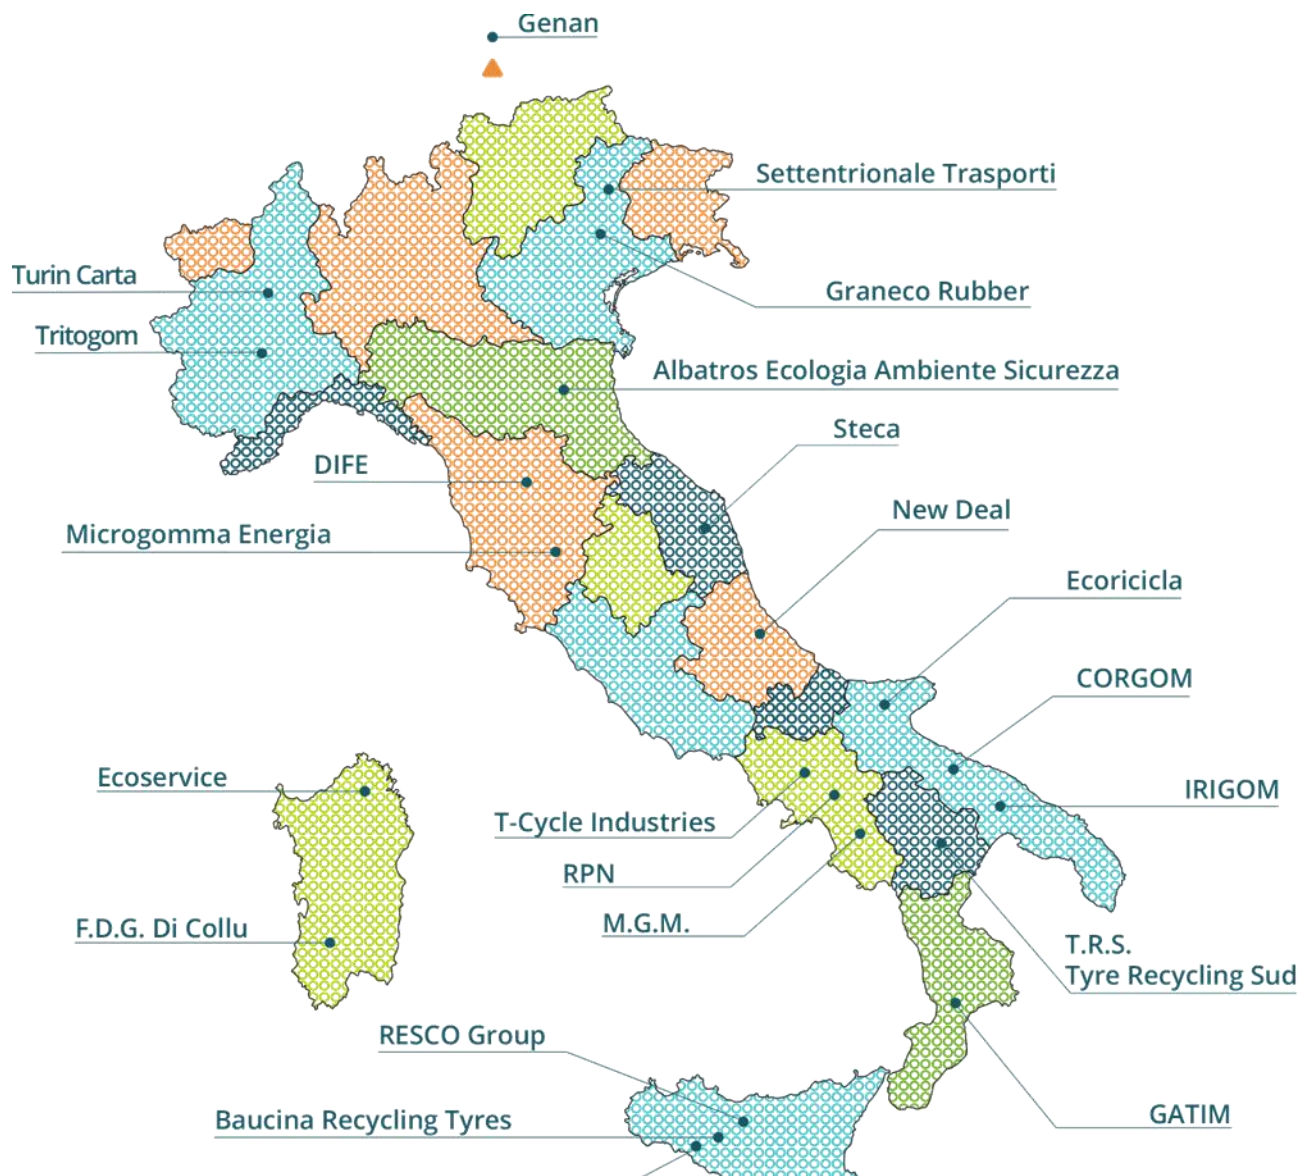 Genan
Settentrionale Trasporti
Turin Carta
Graneco Rubber
Tritogom
Albatros Ecologia Ambiente Sicurezza
Steca
DIFE
New Deal
Microgomma Energia
Ecoricicla
CORGOM
Ecoservice
IRIGOM
T-Cycle Industries
RPN
M.G.M.
F.D.G. Di Collu
T.R.S.
Tyre Recycling Sud
RESCO Group
GATIM
Baucina Recycling Tyres